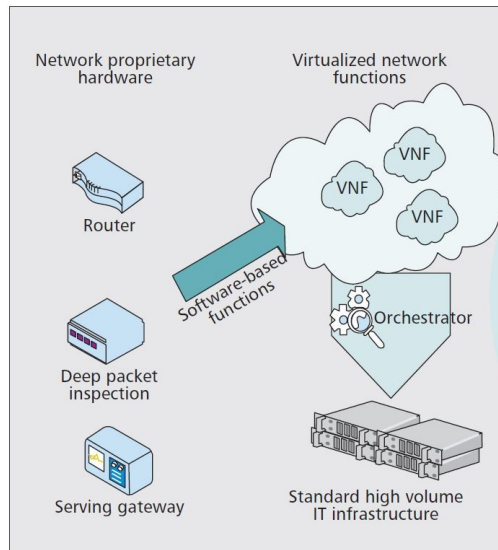 Network proprietary
hardware
Virtualized network
functions
VNF
VNF
VNF
Router
Software-based
functions
Orchestrator
Deep packet
inspection
Serving gateway
Standard high volume
IT infrastructure